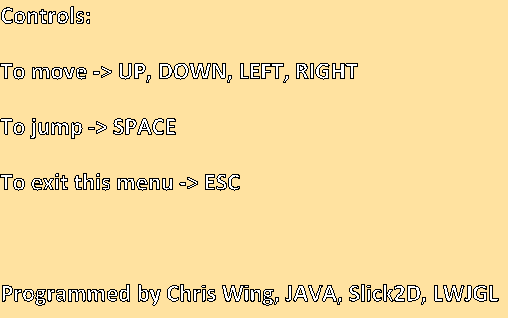 Controls:
To move -> UP, DOWN, LEFT, RIGHT
To jump -> SPACE
To exit this menu -> ESC
Programmed by Chris Wing, JAVA, Slick2D, LWJGL